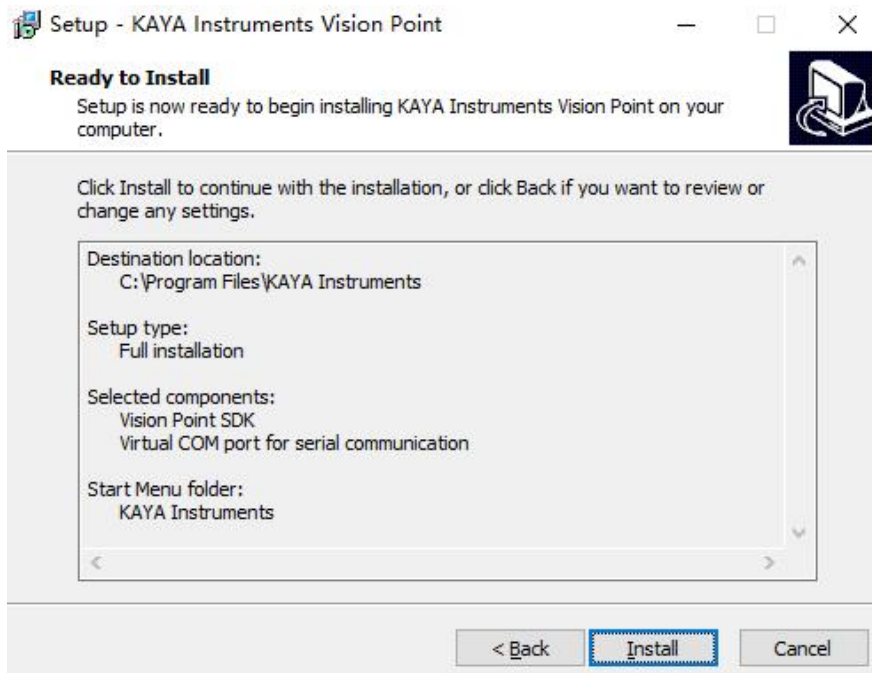 Setup - KAYA Instruments Vision Point
Ready to Install
Setup is now ready to begin installing KAYA Instruments Vision Point on your
computer.
Click Install to continue with the installation, or click Back if you want to review or
change any settings.
Destination location:
C:\Program Files\KAYA Instruments
Setup type:
Full installation
Selected components:
Vision Point SDK
Virtual COM port for serial communication
Start Menu folder:
KAYA Instruments
< Back
Install
Cancel